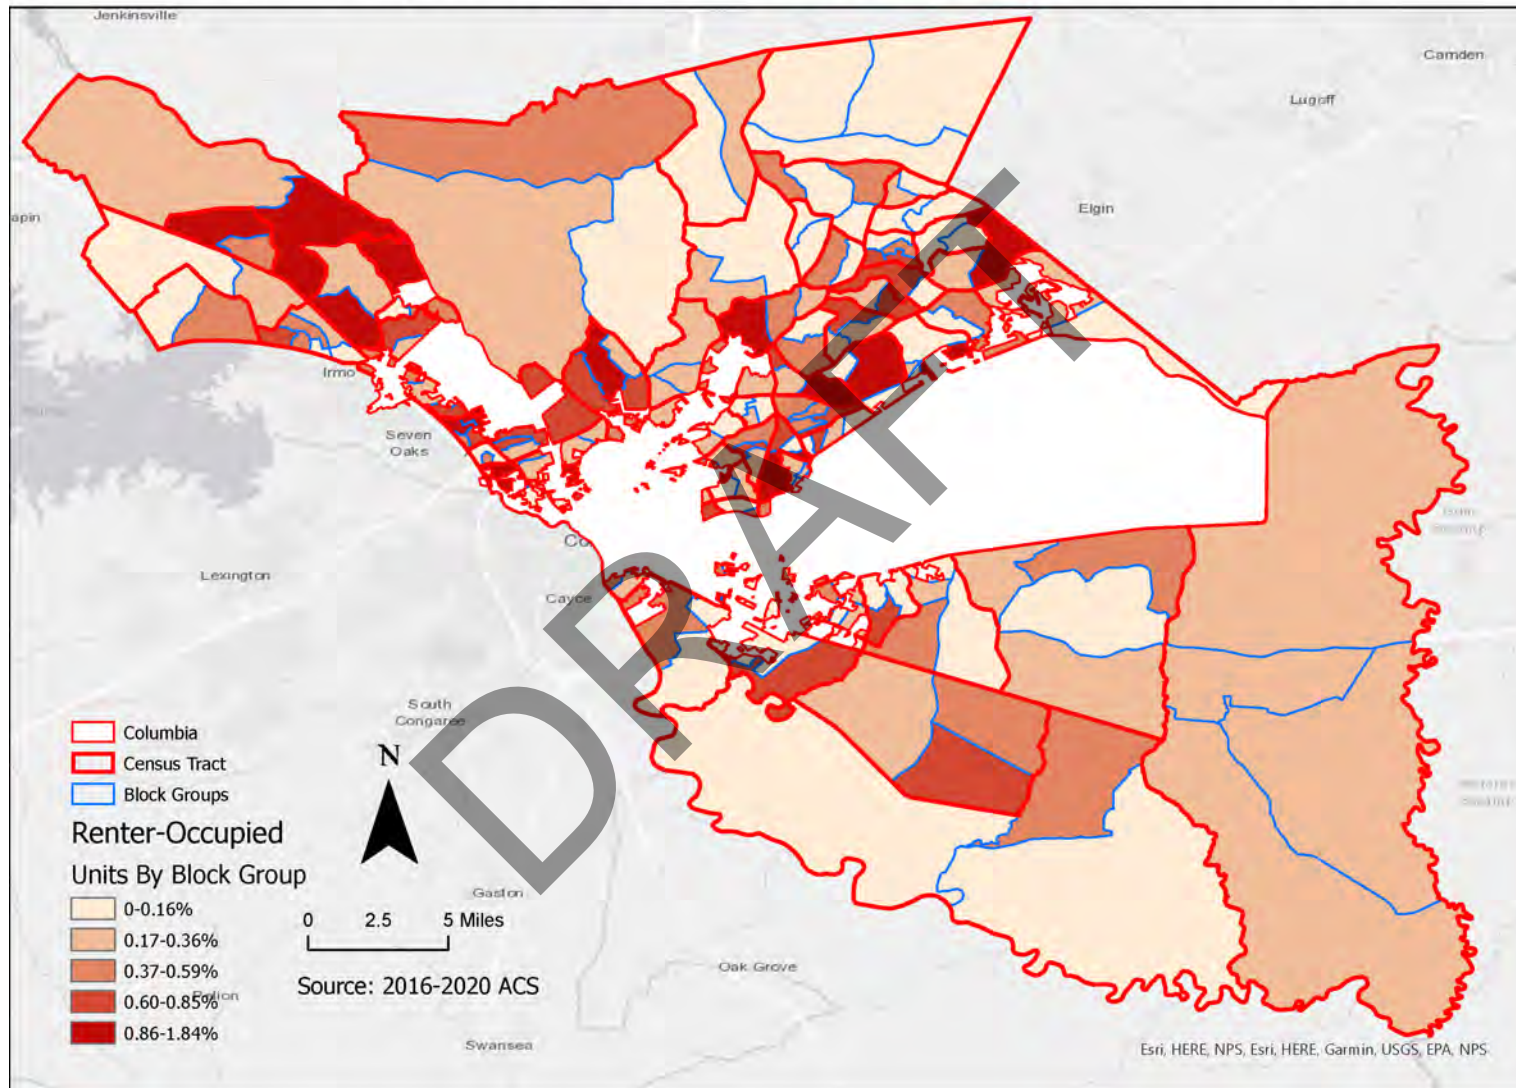 Jenkinsville
Camden
Lugoff
Elgin
apin
Irmo
Seven
Oaks
Co
Lexington
Cayce
South
Congaree
DRAFT
Columbia
Census Tract
Block Groups
N
Renter-Occupied
Units By Block Group
0-0.16%
0.17-0.36%
0.37-0.59%
0.60-0.85%
0.86-1.84%
0 2.5 5 Miles
Source: 2016-2020 ACS
Gaston
Oak Grove
Swansea
Esri, HERE, NPS, Esri, HERE, Garmin, USGS, EPA, NPS